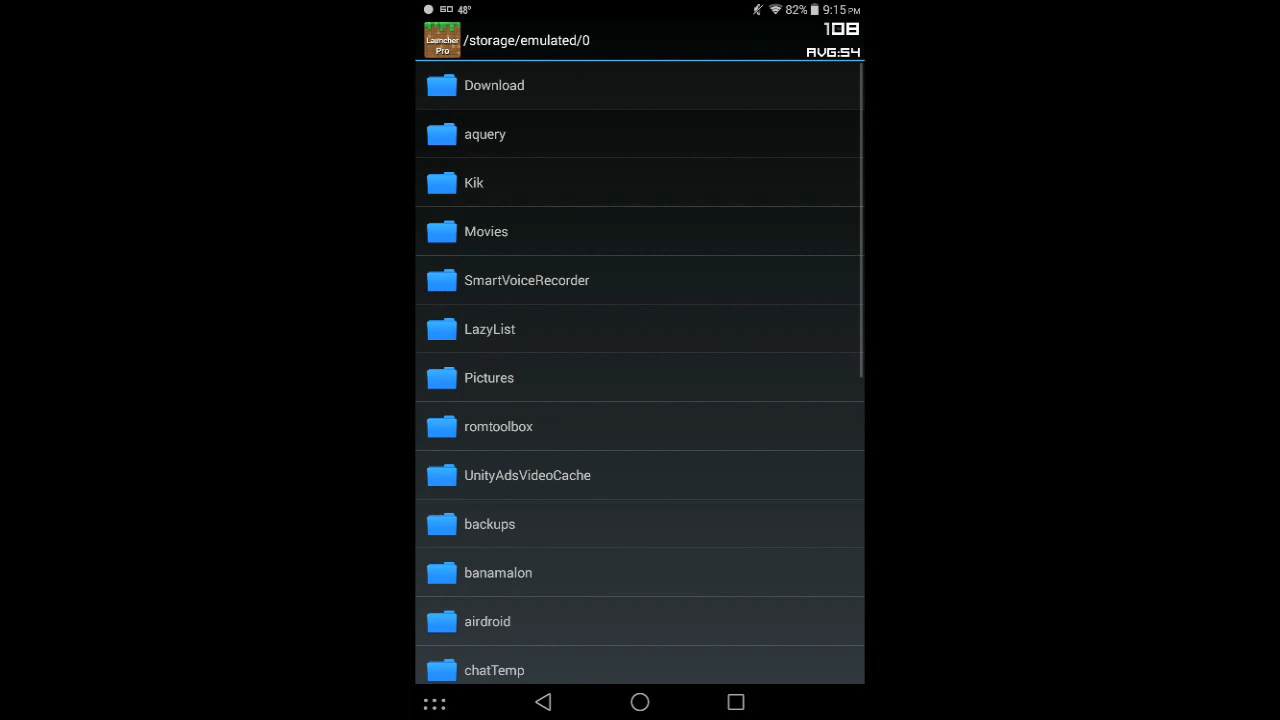 48°
82%
9:15 PM
Launcher
Pro
/storage/emulated/0
108
AVG:54
Download
aquery
Kik
Movies
SmartVoiceRecorder
LazyList
Pictures
romtoolbox
UnityAdsVideoCache
backups
banamalon
airdroid
chatTemp